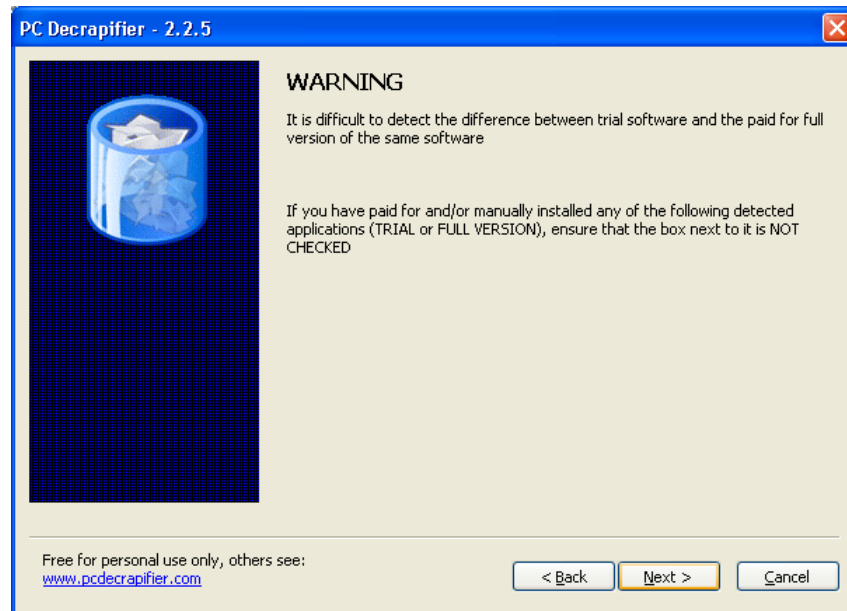 PC Decrapifier - 2.2.5
WARNING
It is difficult to detect the difference between trial software and the paid for full
version of the same software
If you have paid for and/or manually installed any of the following detected
applications (TRIAL or FULL VERSION), ensure that the box next to it is NOT
CHECKED
Free for personal use only, others see:
www.pcdecrapifier.com
< Back
Next >
Cancel